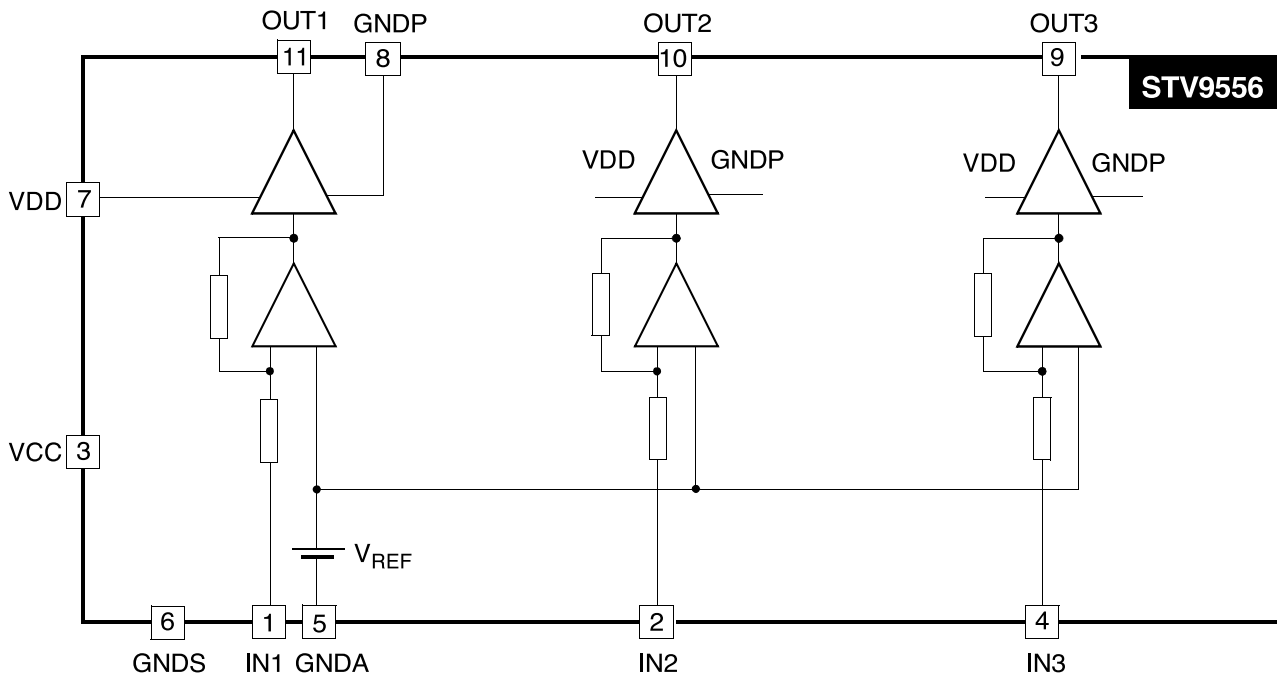 OUT1 GNDP OUT2 OUT3
11 8 10 9
STV9556
VDD GNDP VDD GNDP
VDD 7
VCC 3
VREF
6 1 5 2 4
GNDS IN1 GNDA IN2 IN3